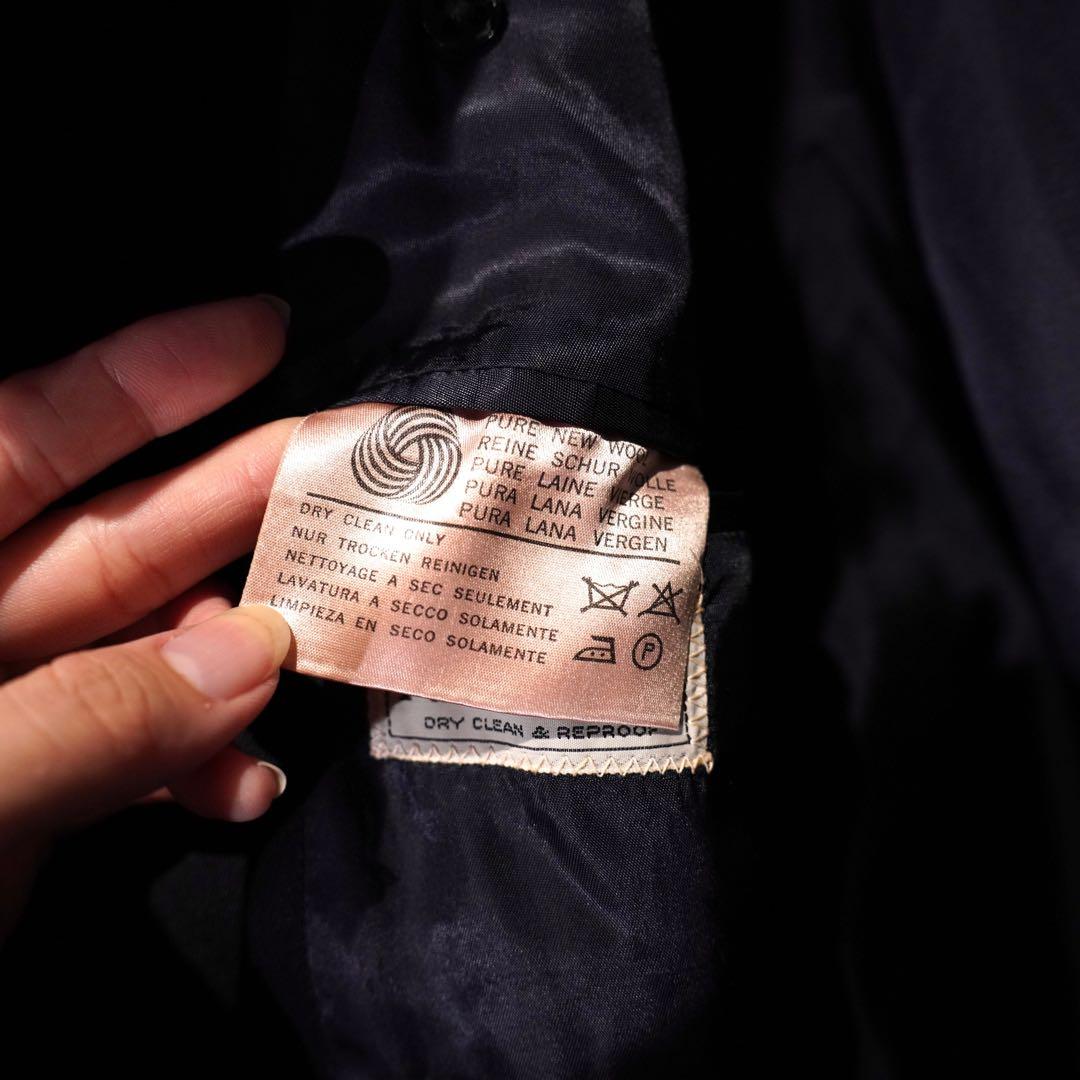 PURE NEW WOO
REINE SCHURWOLLE
PURE LAINE VIERGE
PURA LANA VERGINE
PURA LANA VERGEN
DRY CLEAN ONLY
NUR TROCKEN REINIGEN
NETTOYAGE A SEC SEULEMENT
LAVATURA A SECCO SOLAMENTE
LIMPIEZA EN SECO SOLAMENTE
P
DRY CLEAN & REPROOF